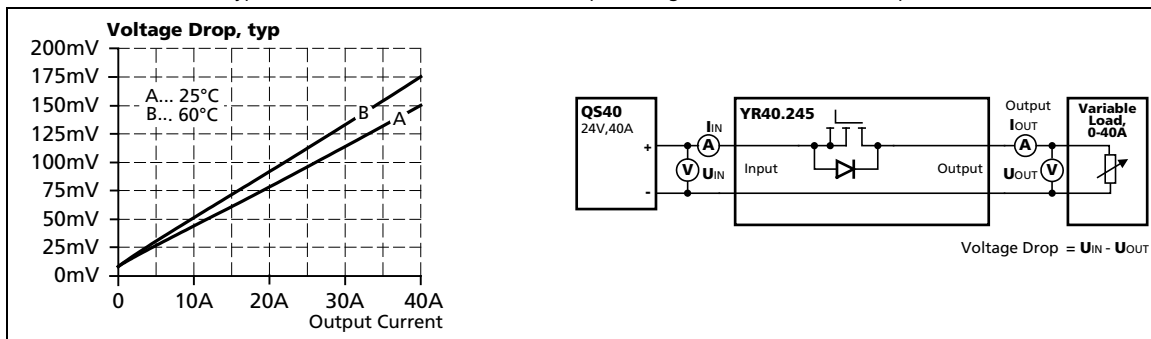 Voltage Drop, typ
200mV
175mV
150mV
125mV
100mV
75mV
50mV
25mV
0mV
A... 25°C
B... 60°C
B
A
0
10A
20A
30A
40A
Output Current
QS40
24V,40A
+
-
IIN
A
V
UIN
YR40.245
Input
Output
Output
IOUT
A
UOUT
V
Variable
Load,
0-40A
Voltage Drop = UIN - UOUT